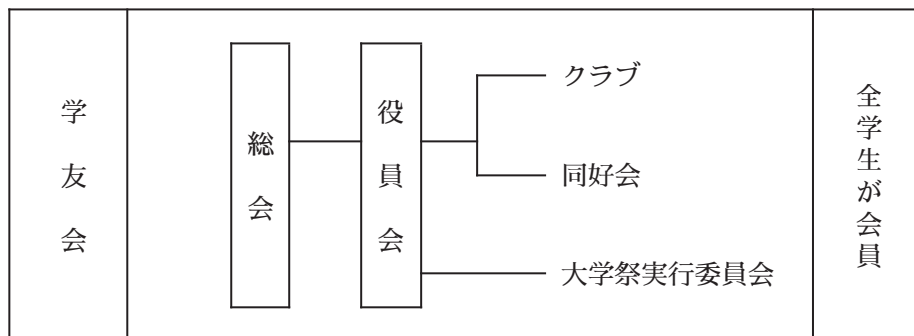 学友会
総会
役員会
クラブ
同好会
大学祭実行委員会
全学生が会員